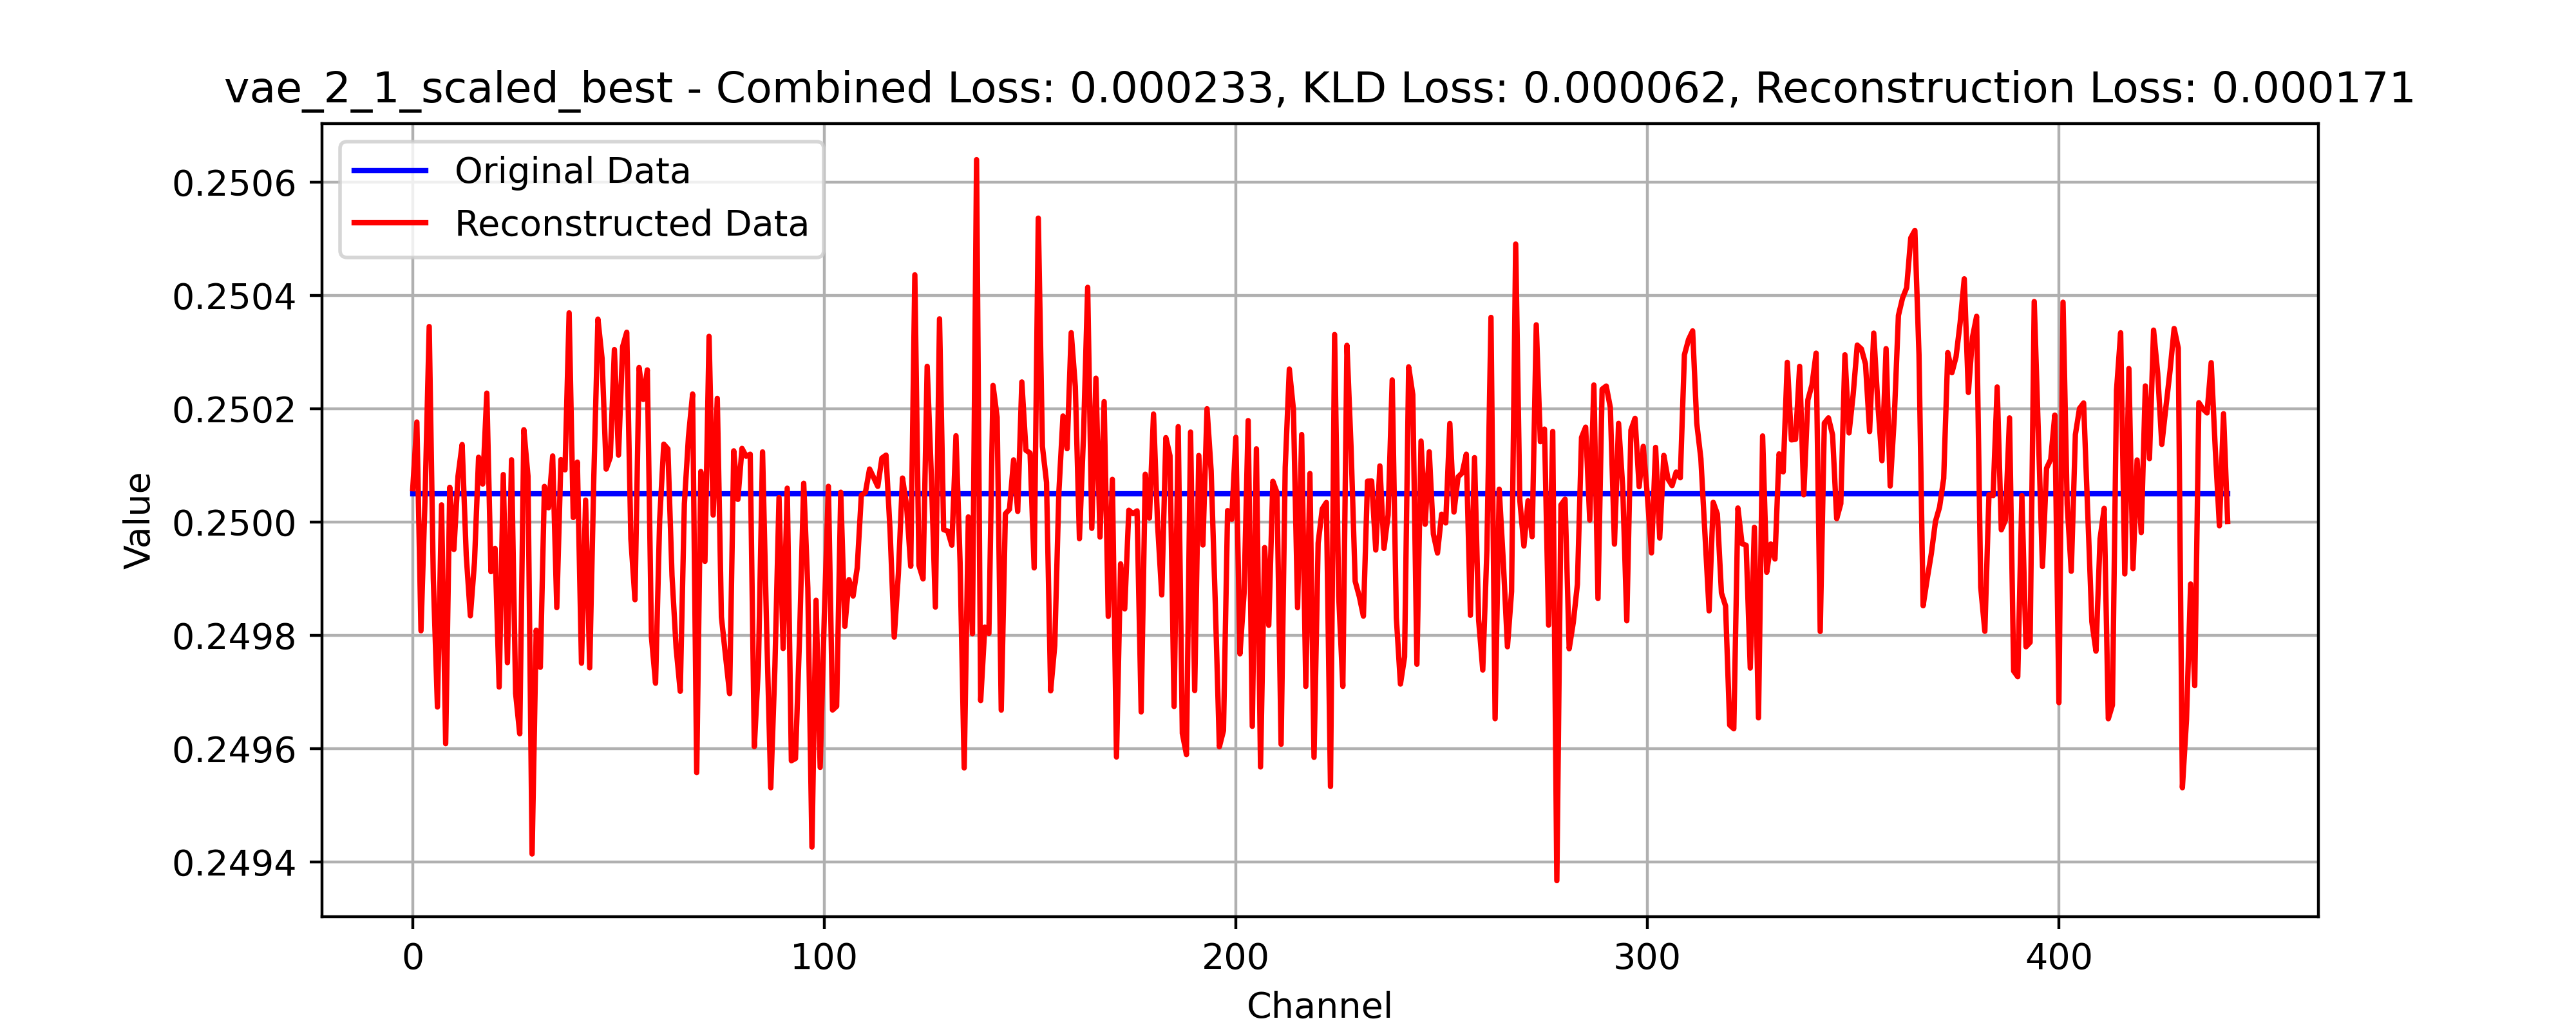 vae_2_1_scaled_best - Combined Loss: 0.000233, KLD Loss: 0.000062, Reconstruction Loss: 0.000171
Original Data
Reconstructed Data
0.2506
0.2504
0.2502
0.2500
0.2498
0.2496
0.2494
Value
0 100 200 300 400
Channel